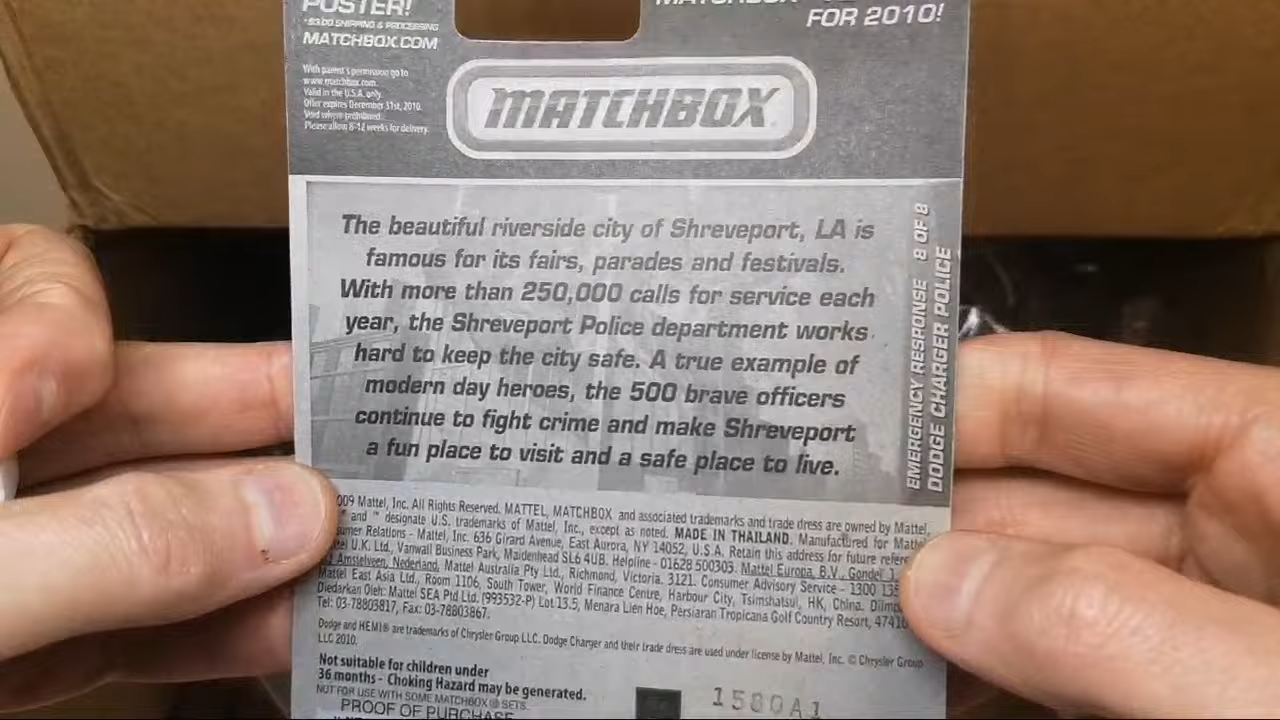 POSTER!
*$3.00 SHIPPING & PROCESSING
MATCHBOX.COM
With parent's permission go to
www.matchbox.com.
Valid in the U.S.A. only.
Offer expires December 31st, 2010.
Void where prohibited.
Please allow 8-12 weeks for delivery.
MATCHBOX
FOR 2010!
MATCHBOX
The beautiful riverside city of Shreveport, LA is
famous for its fairs, parades and festivals.
With more than 250,000 calls for service each
year, the Shreveport Police department works
hard to keep the city safe. A true example of
modern day heroes, the 500 brave officers
continue to fight crime and make Shreveport
a fun place to visit and a safe place to live.
EMERGENCY RESPONSE 8 OF 8
DODGE CHARGER POLICE
009 Mattel, Inc. All Rights Reserved. MATTEL, MATCHBOX and associated trademarks and trade dress are owned by Mattel,
and ™ designate U.S. trademarks of Mattel, Inc., except as noted. MADE IN THAILAND. Manufactured for Matte
sumer Relations - Mattel, Inc. 636 Girard Avenue, East Aurora, NY 14052, U.S.A. Retain this address for future refere
tel U.K. Ltd., Vanwall Business Park, Maidenhead SL6 4UB. Helpline - 01628 500303. Mattel Europa, B.V., Gondel 1
Amstelveen, Nederland. Mattel Australia Pty Ltd., Richmond, Victoria. 3121. Consumer Advisory Service - 1300 135
Mattel East Asia Ltd., Room 1106, South Tower, World Finance Centre, Harbour City, Tsimshatsui, HK, China. Diimp
Diedarkan Oleh: Mattel SEA Ptd Ltd. (993532-P) Lot 13.5, Menara Lien Hoe, Persiaran Tropicana Golf Country Resort, 47410
Tel: 03-78803817, Fax: 03-78803867.
Dodge and HEMI® are trademarks of Chrysler Group LLC. Dodge Charger and their trade dress are used under license by Mattel, Inc. © Chrysler Group
LLC 2010.
Not suitable for children under
36 months - Choking Hazard may be generated.
NOT FOR USE WITH SOME MATCHBOX® SETS.
PROOF OF PURCHASE
1580A1